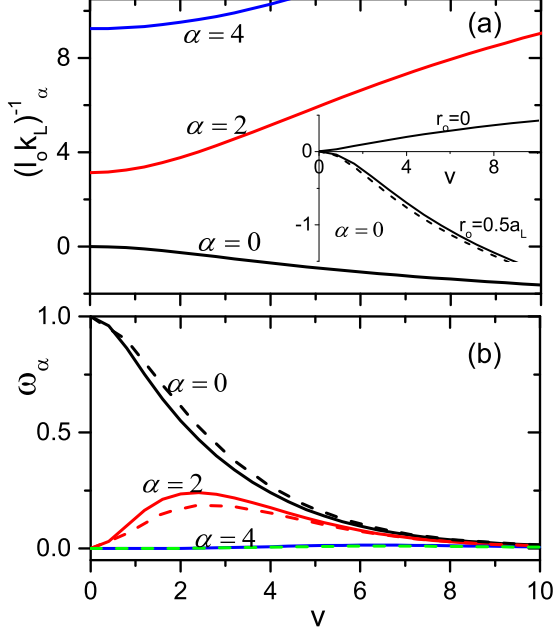 (a)
α = 4
8
α = 2
(l₀k_L)⁻¹_α
4
r₀=0
0
0 4 8
v
-1
α = 0
r₀=0.5a_L
α = 0
0
1.0
(b)
α = 0
ω_α
0.5
α = 2
α = 4
0.0
0 2 4 6 8 10
v